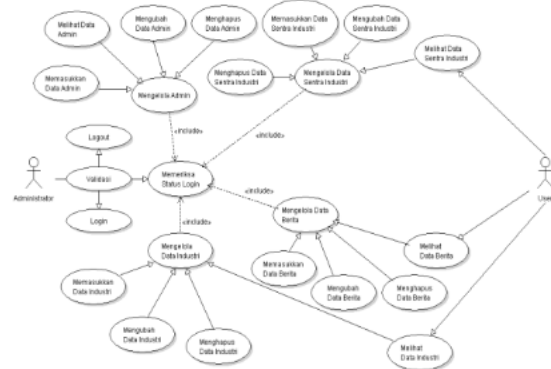 Melihat Data
Admin
Mengubah
Data Admin
Menghapus
Data Admin
Memasukkan Data
Sentra Industri
Mengubah Data
Sentra Industri
Melihat Data
Sentra Industri
Memasukkan
Data Admin
Mengelola Admin
Menghapus Data
Sentra Industri
Mengelola Data
Sentra Industri
«include»
«include»
Logout
Administrator
Validasi
Memeriksa
Status Login
User
Login
«include»
«include»
Mengelola Data
Berita
Mengelola
Data Industri
Melihat
Data Berita
Memasukkan
Data Berita
Memasukkan
Data Industri
Mengubah
Data Berita
Menghapus
Data Berita
Mengubah
Data Industri
Menghapus
Data Industri
Melihat
Data Industri